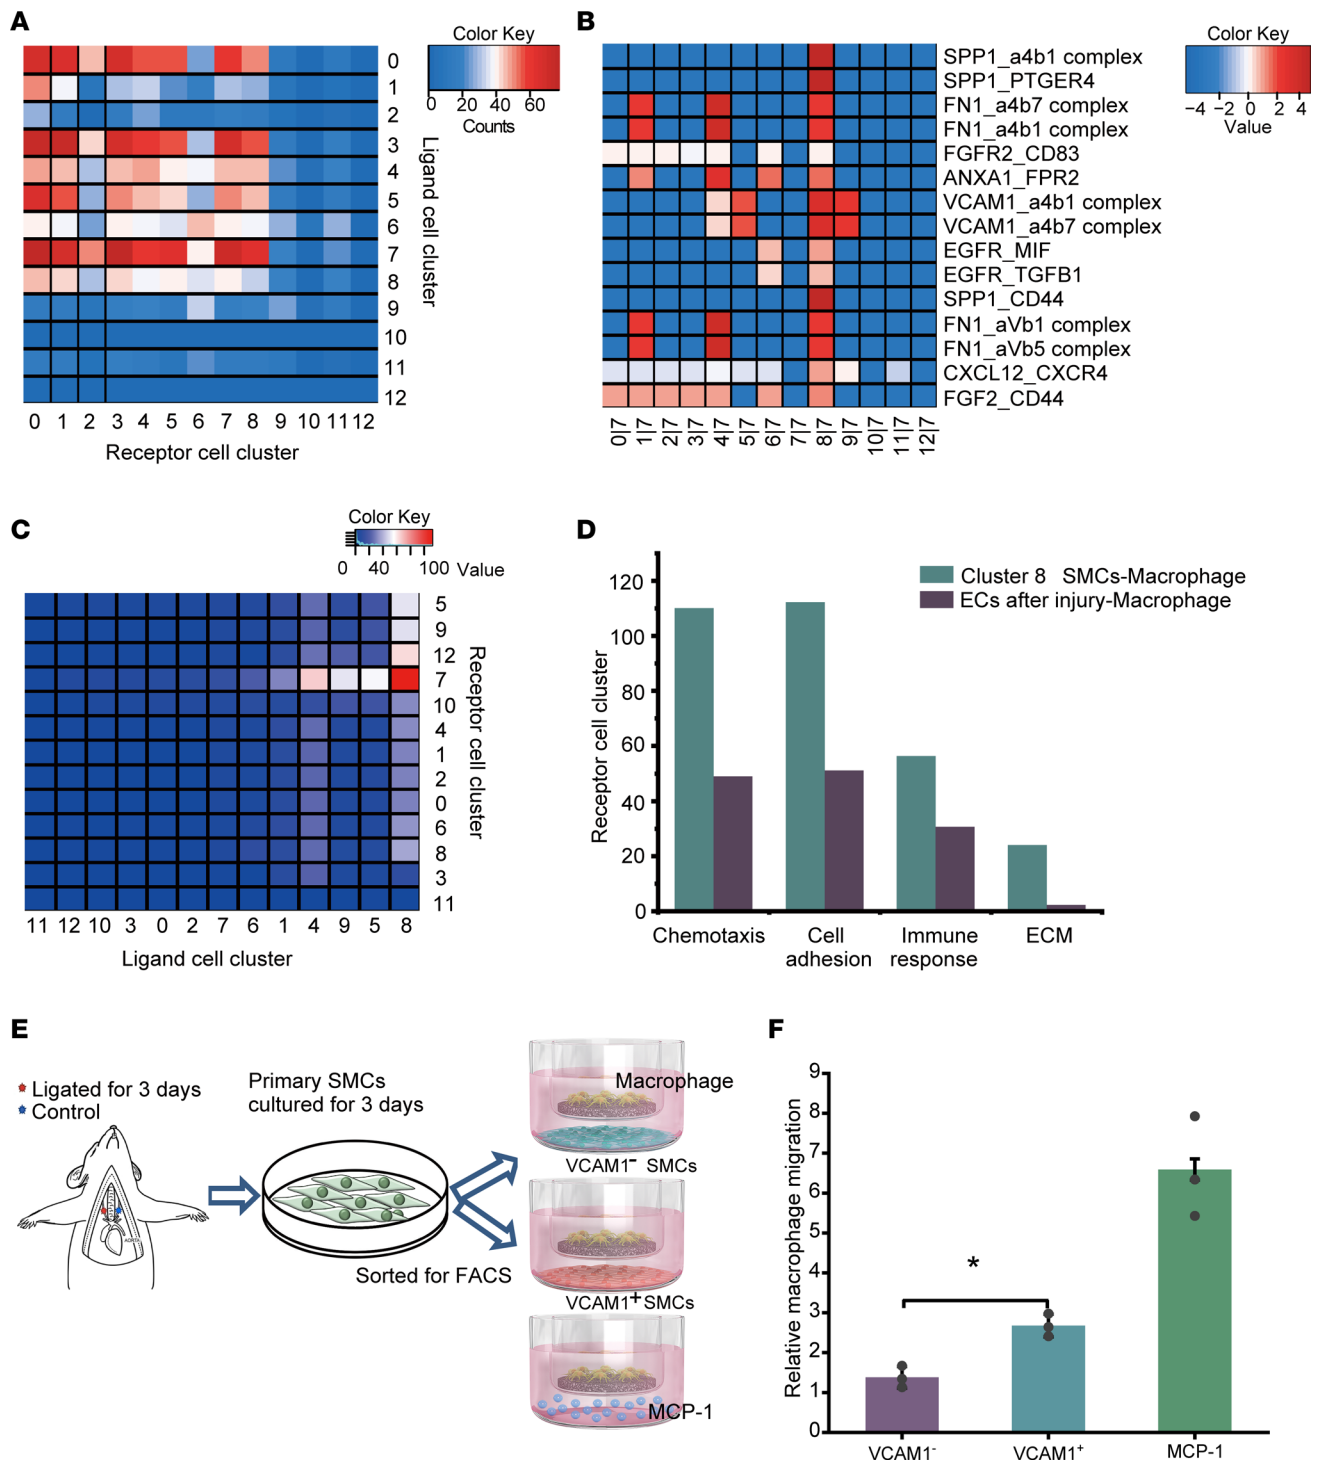 A
Color Key
0 20 40 60
Counts
0
1
2
3
4
5
6
7
8
9
10
11
12
Ligand cell cluster
0 1 2 3 4 5 6 7 8 9 10 11 12
Receptor cell cluster
B
Color Key
−4 −2 0 2 4
Value
SPP1_a4b1 complex
SPP1_PTGER4
FN1_a4b7 complex
FN1_a4b1 complex
FGFR2_CD83
ANXA1_FPR2
VCAM1_a4b1 complex
VCAM1_a4b7 complex
EGFR_MIF
EGFR_TGFB1
SPP1_CD44
FN1_aVb1 complex
FN1_aVb5 complex
CXCL12_CXCR4
FGF2_CD44
0|7 1|7 2|7 3|7 4|7 5|7 6|7 7|7 8|7 9|7 10|7 11|7 12|7
C
Color Key
0 40 100 Value
5
9
12
7
10
4
1
2
0
6
8
3
11
Receptor cell cluster
11 12 10 3 0 2 7 6 1 4 9 5 8
Ligand cell cluster
D
Receptor cell cluster
120
100
80
60
40
20
0
Cluster 8 SMCs-Macrophage
ECs after injury-Macrophage
Chemotaxis
Cell
adhesion
Immune
response
ECM
E
Ligated for 3 days
Control
AORTA
Primary SMCs
cultured for 3 days
Sorted for FACS
Macrophage
VCAM1- SMCs
VCAM1+ SMCs
MCP-1
F
Relative macrophage migration
9
8
7
6
5
4
3
2
1
0
*
VCAM1-
VCAM1+
MCP-1